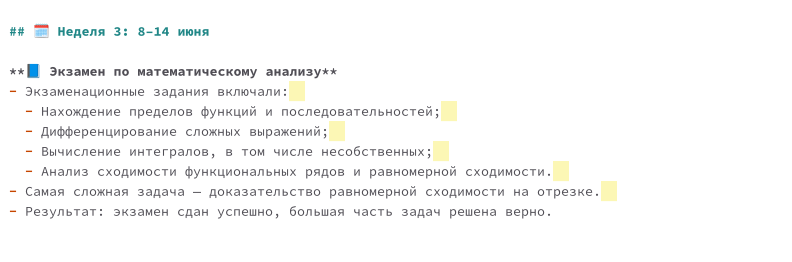 ## 🗓️ Неделя 3: 8–14 июня
**📘 Экзамен по математическому анализу**
- Экзаменационные задания включали:
  - Нахождение пределов функций и последовательностей;
  - Дифференцирование сложных выражений;
  - Вычисление интегралов, в том числе несобственных;
  - Анализ сходимости функциональных рядов и равномерной сходимости.
- Самая сложная задача — доказательство равномерной сходимости на отрезке.
- Результат: экзамен сдан успешно, большая часть задач решена верно.